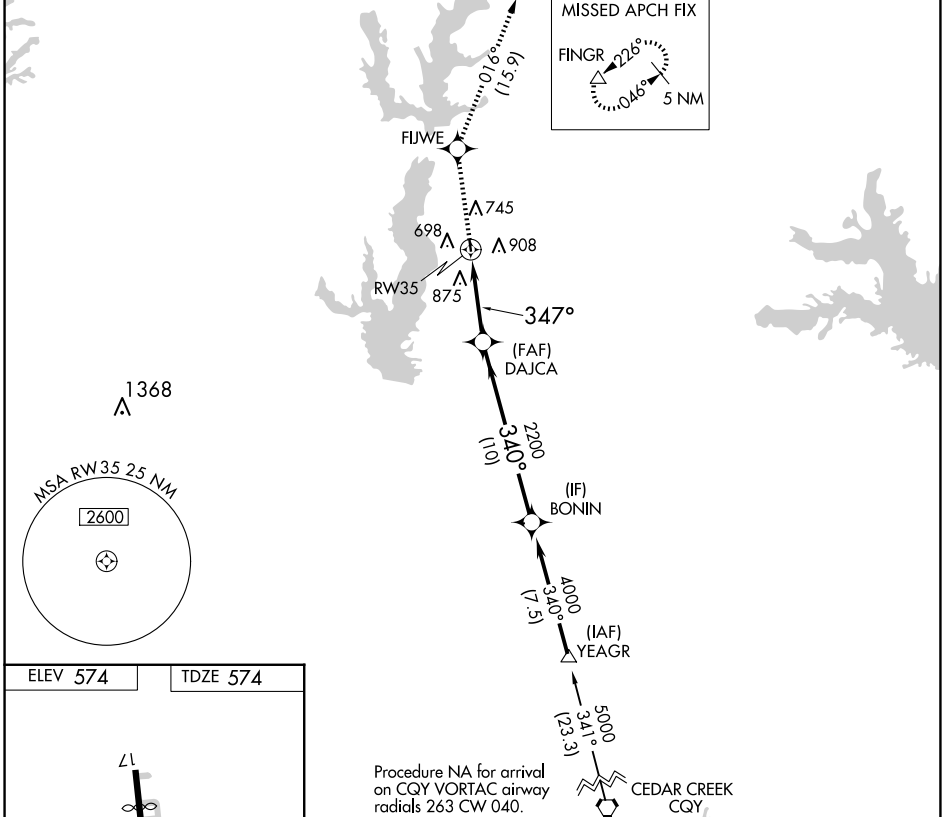 MISSED APCH FIX
FINGR
226°
046°
5 NM
016°
(15.9)
FIJWE
745
698
908
RW35
875
347°
(FAF)
DAJCA
1368
2200
340°
(10)
MSA RW35 25 NM
2600
(IF)
BONIN
4000
340°
(7.5)
(IAF)
YEAGR
ELEV 574
TDZE 574
5000
341°
(23.3)
17
Procedure NA for arrival
on CQY VORTAC airway
radials 263 CW 040.
CEDAR CREEK
CQY